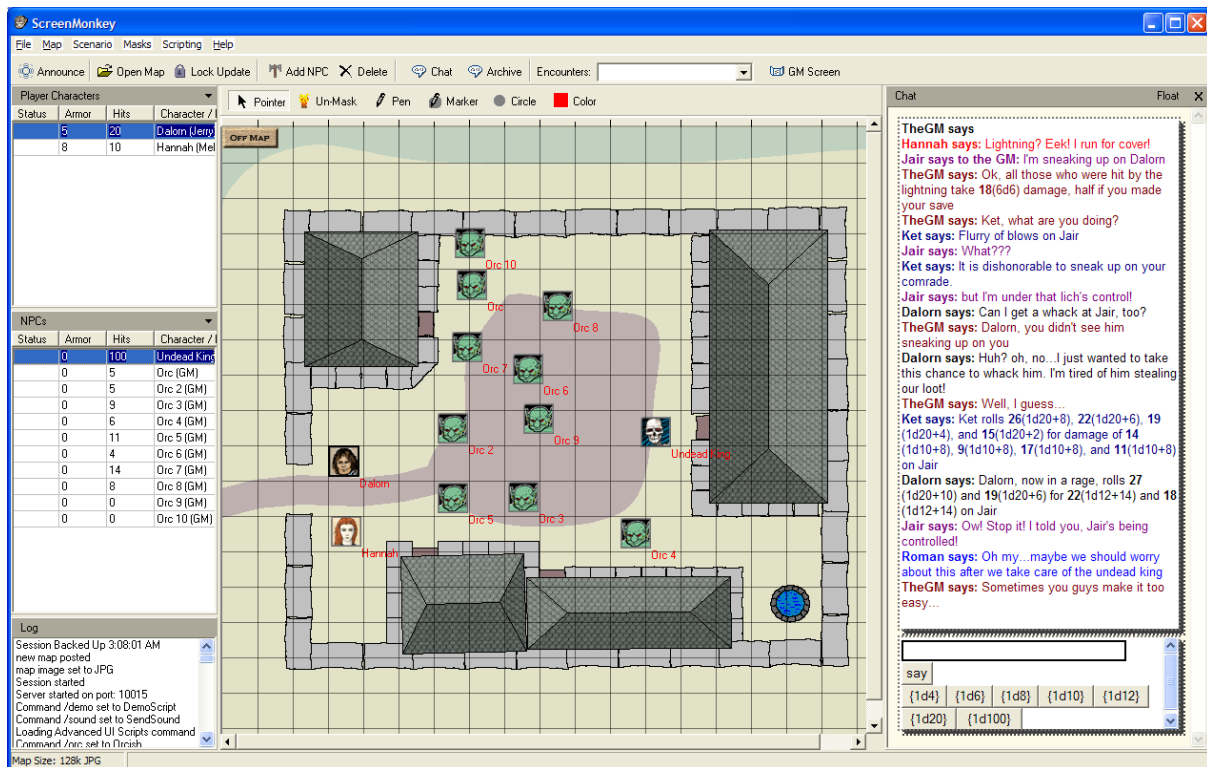 ScreenMonkey
File Map Scenario Masks Scripting Help
Announce Open Map Lock Update Add NPC Delete Chat Archive Encounters: GM Screen
Player Characters
Status Armor Hits Character /
5 20 Dalorn (Jerry
8 10 Hannah (Mel
NPCs
Status Armor Hits Character /
0 100 Undead King
0 5 Orc (GM)
0 5 Orc 2 (GM)
0 9 Orc 3 (GM)
0 6 Orc 4 (GM)
0 11 Orc 5 (GM)
0 4 Orc 6 (GM)
0 14 Orc 7 (GM)
0 8 Orc 8 (GM)
0 0 Orc 9 (GM)
0 0 Orc 10 (GM)
Log
Session Backed Up 3:08:01 AM
new map posted
map image set to JPG
Session started
Server started on port: 10015
Command /demo set to DemoScript
Command /sound set to SendSound
Loading Advanced UI Scripts command
Command /orc set to Orcish
Map Size: 128k JPG
Pointer Un-Mask Pen Marker Circle Color
OFF MAP
Orc 10
Orc
Orc 8
Orc 7
Orc 6
Orc 9
Orc 2
Undead King
Dalorn
Orc 5
Orc 3
Hannah
Orc 4
Chat Float X
TheGM says
Hannah says: Lightning? Eek! I run for cover!
Jair says to the GM: I'm sneaking up on Dalorn
TheGM says: Ok, all those who were hit by the
lightning take 18(6d6) damage, half if you made
your save
TheGM says: Ket, what are you doing?
Ket says: Flurry of blows on Jair
Jair says: What???
Ket says: It is dishonorable to sneak up on your
comrade.
Jair says: but I'm under that lich's control!
Dalorn says: Can I get a whack at Jair, too?
TheGM says: Dalorn, you didn't see him
sneaking up on you
Dalorn says: Huh? oh, no...I just wanted to take
this chance to whack him. I'm tired of him stealing
our loot!
TheGM says: Well, I guess...
Ket says: Ket rolls 26(1d20+8), 22(1d20+6), 19
(1d20+4), and 15(1d20+2) for damage of 14
(1d10+8), 9(1d10+8), 17(1d10+8), and 11(1d10+8)
on Jair
Dalorn says: Dalorn, now in a rage, rolls 27
(1d20+10) and 19(1d20+6) for 22(1d12+14) and 18
(1d12+14) on Jair
Jair says: Ow! Stop it! I told you, Jair's being
controlled!
Roman says: Oh my...maybe we should worry
about this after we take care of the undead king
TheGM says: Sometimes you guys make it too
easy...
say
{1d4} {1d6} {1d8} {1d10} {1d12}
{1d20} {1d100}